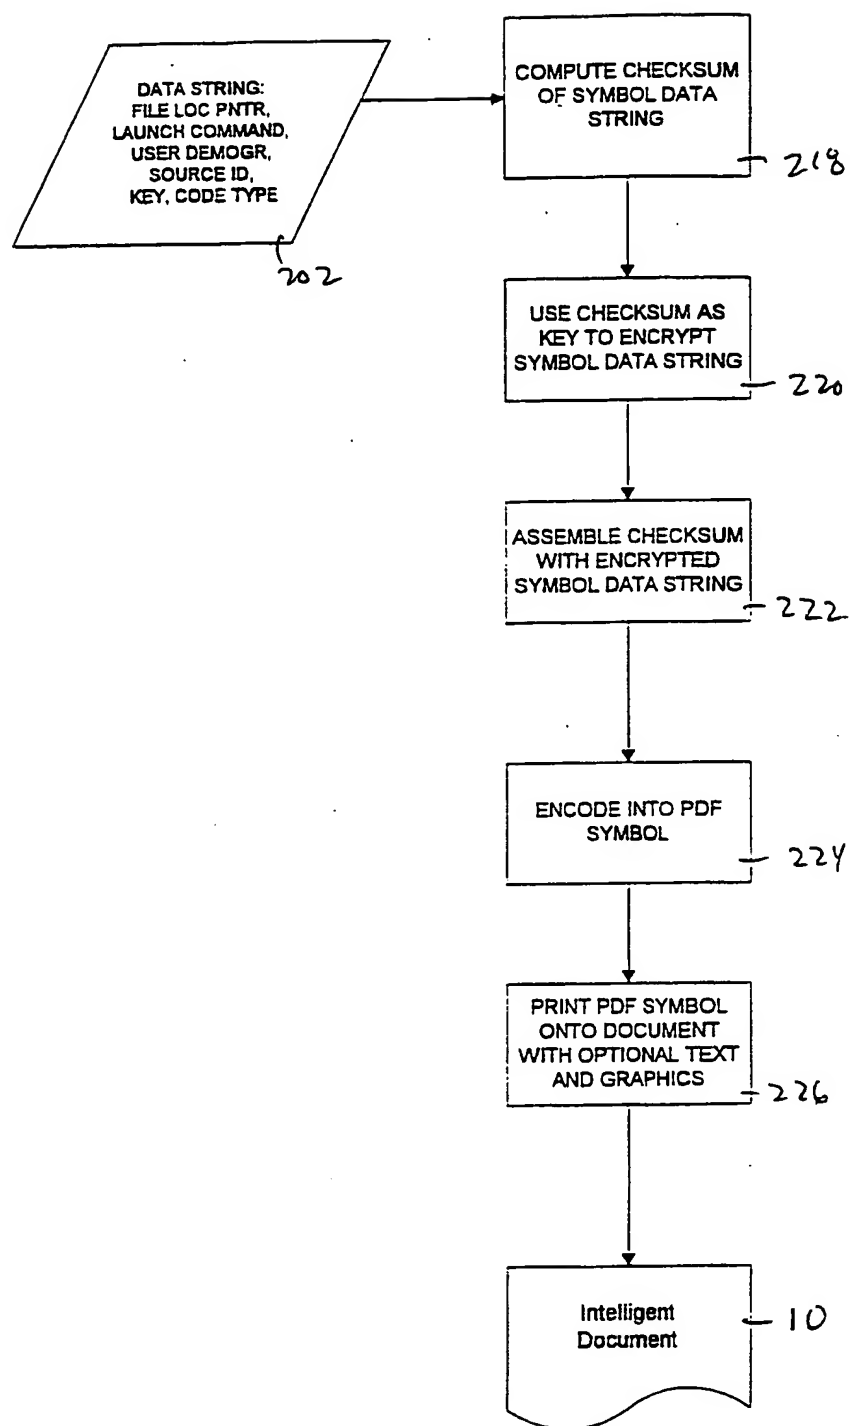 DATA STRING:
FILE LOC PNTR,
LAUNCH COMMAND,
USER DEMOGR,
SOURCE ID,
KEY, CODE TYPE
202
COMPUTE CHECKSUM
OF SYMBOL DATA
STRING
218
USE CHECKSUM AS
KEY TO ENCRYPT
SYMBOL DATA STRING
220
ASSEMBLE CHECKSUM
WITH ENCRYPTED
SYMBOL DATA STRING
222
ENCODE INTO PDF
SYMBOL
224
PRINT PDF SYMBOL
ONTO DOCUMENT
WITH OPTIONAL TEXT
AND GRAPHICS
226
Intelligent
Document
10